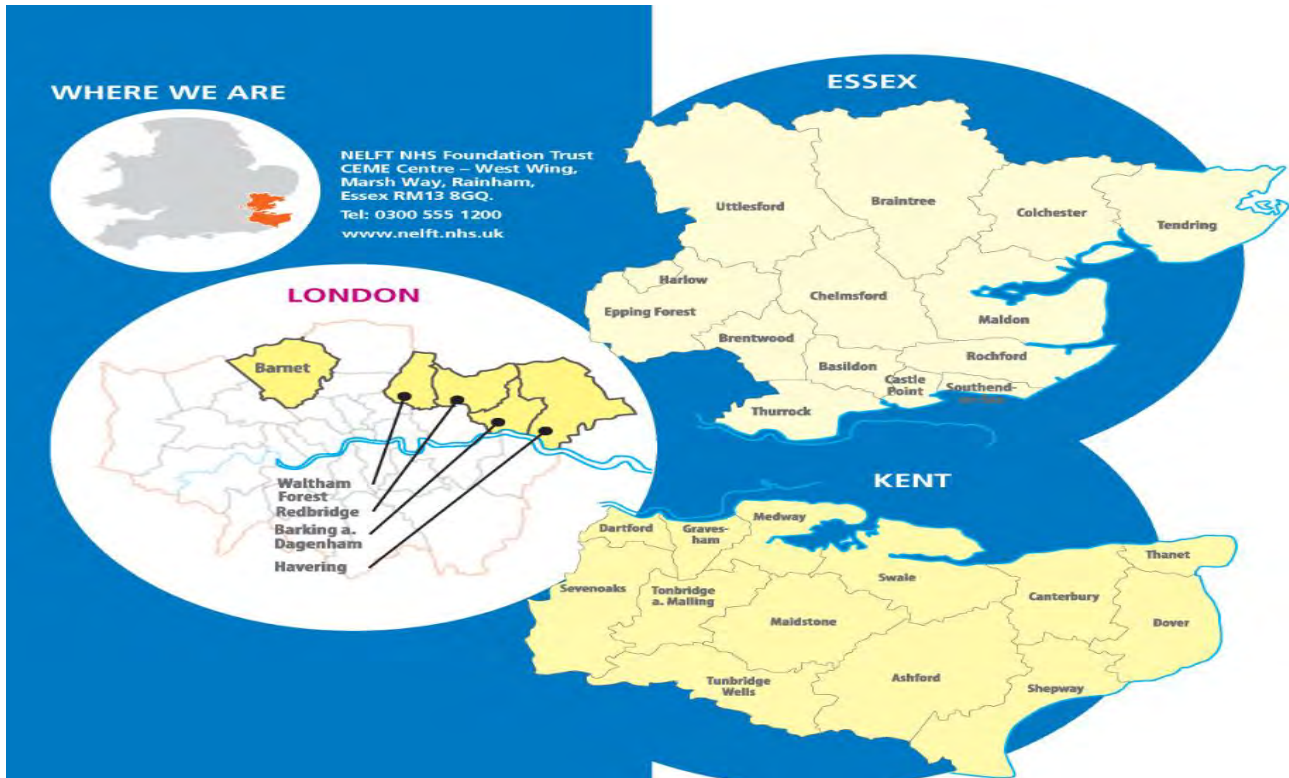 WHERE WE ARE
NELFT NHS Foundation Trust
CEME Centre – West Wing,
Marsh Way, Rainham,
Essex RM13 8GQ.
Tel: 0300 555 1200
www.nelft.nhs.uk
LONDON
Barnet
Waltham
Forest
Redbridge
Barking a.
Dagenham
Havering
ESSEX
Uttlesford
Braintree
Colchester
Tendring
Harlow
Epping Forest
Chelmsford
Maldon
Brentwood
Rochford
Basildon
Castle
Point
Southend-
Thurrock
KENT
Medway
Dartford
Graves-
ham
Thanet
Sevenoaks
Tonbridge
a. Malling
Swale
Canterbury
Maidstone
Dover
Tunbridge
Wells
Ashford
Shepway